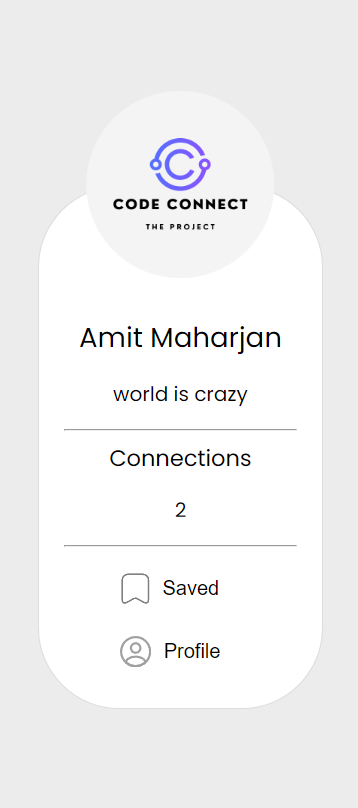 CODE CONNECT
THE PROJECT
Amit Maharjan
world is crazy
Connections
2
Saved
Profile